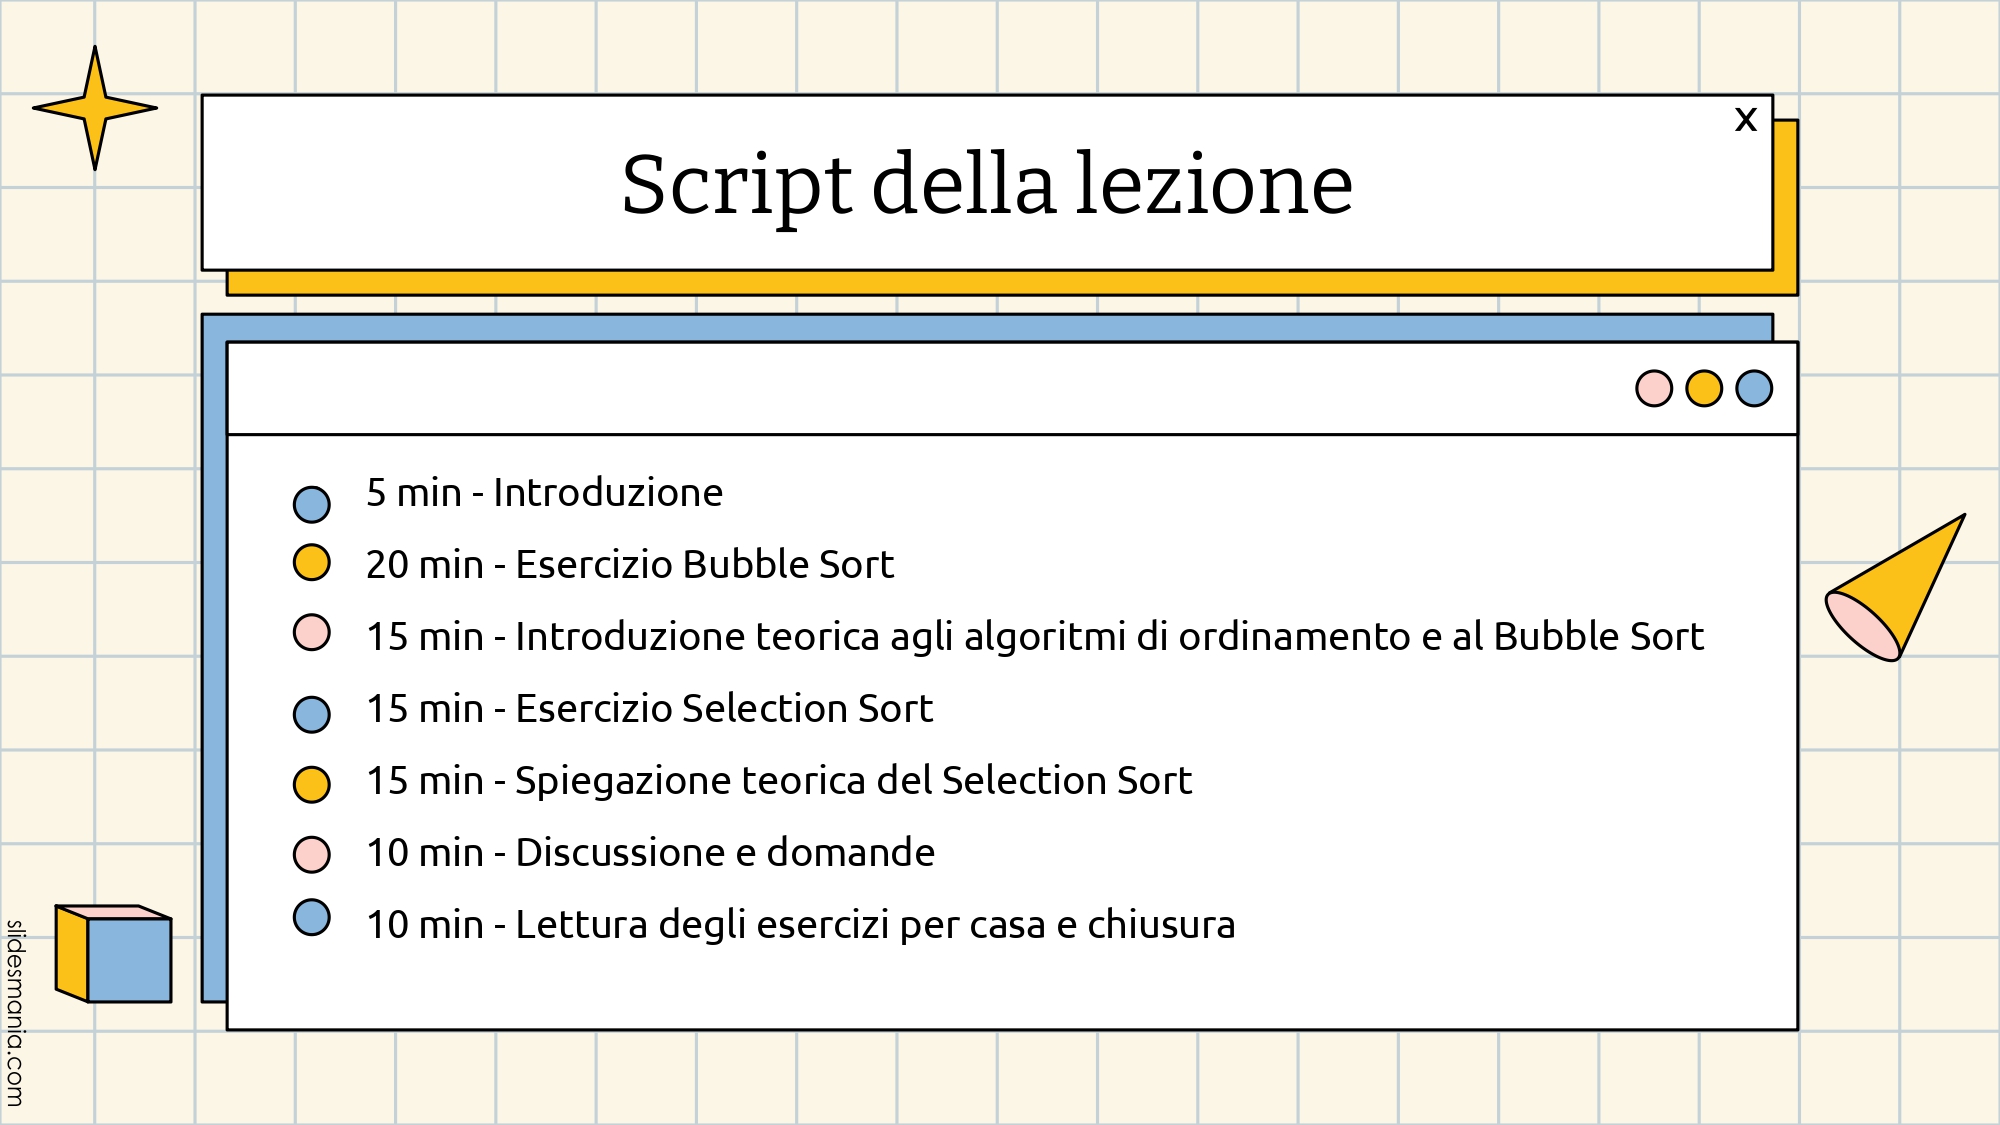 x
Script della lezione
5 min - Introduzione
20 min - Esercizio Bubble Sort
15 min - Introduzione teorica agli algoritmi di ordinamento e al Bubble Sort
15 min - Esercizio Selection Sort
15 min - Spiegazione teorica del Selection Sort
10 min - Discussione e domande
10 min - Lettura degli esercizi per casa e chiusura
slidesmania.com